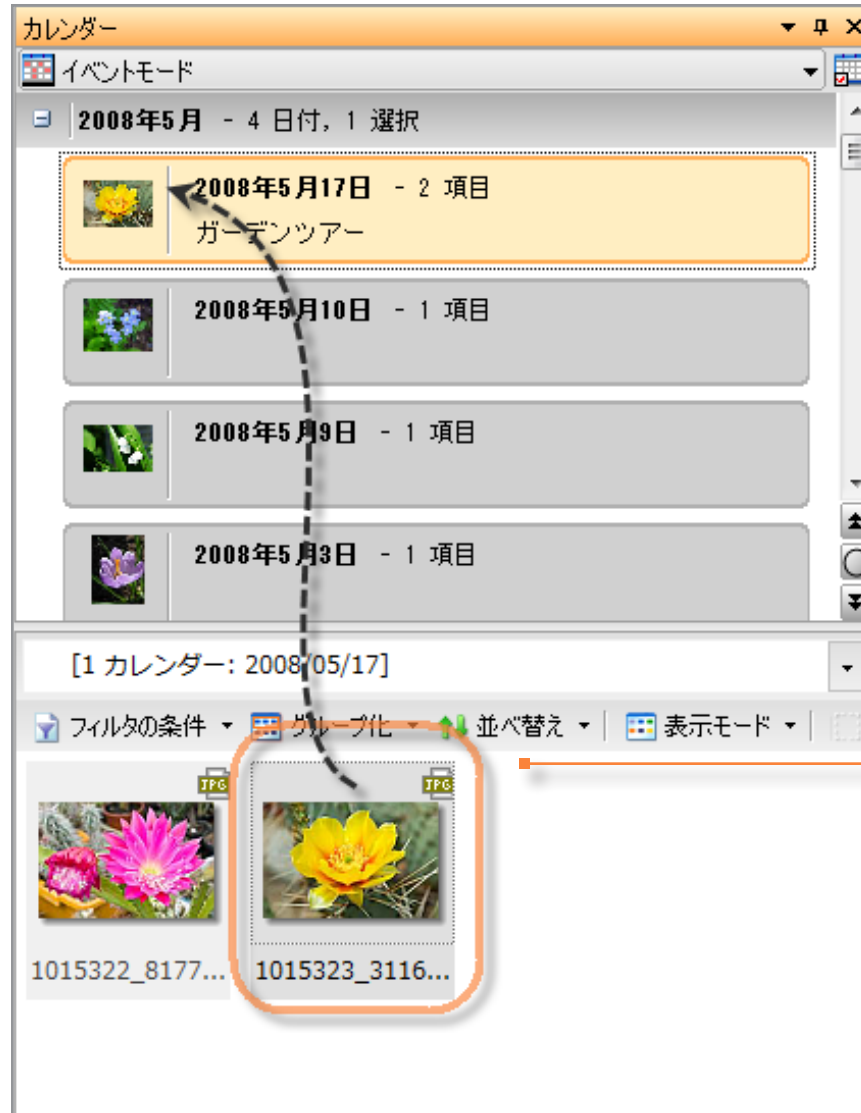 カレンダー
イベントモード
2008年5月 - 4 日付, 1 選択
2008年5月17日 - 2 項目
ガーデンツアー
2008年5月10日 - 1 項目
2008年5月9日 - 1 項目
2008年5月3日 - 1 項目
[1 カレンダー: 2008/05/17]
フィルタの条件 グループ化 並べ替え 表示モード
JPG JPG
1015322_8177... 1015323_3116...